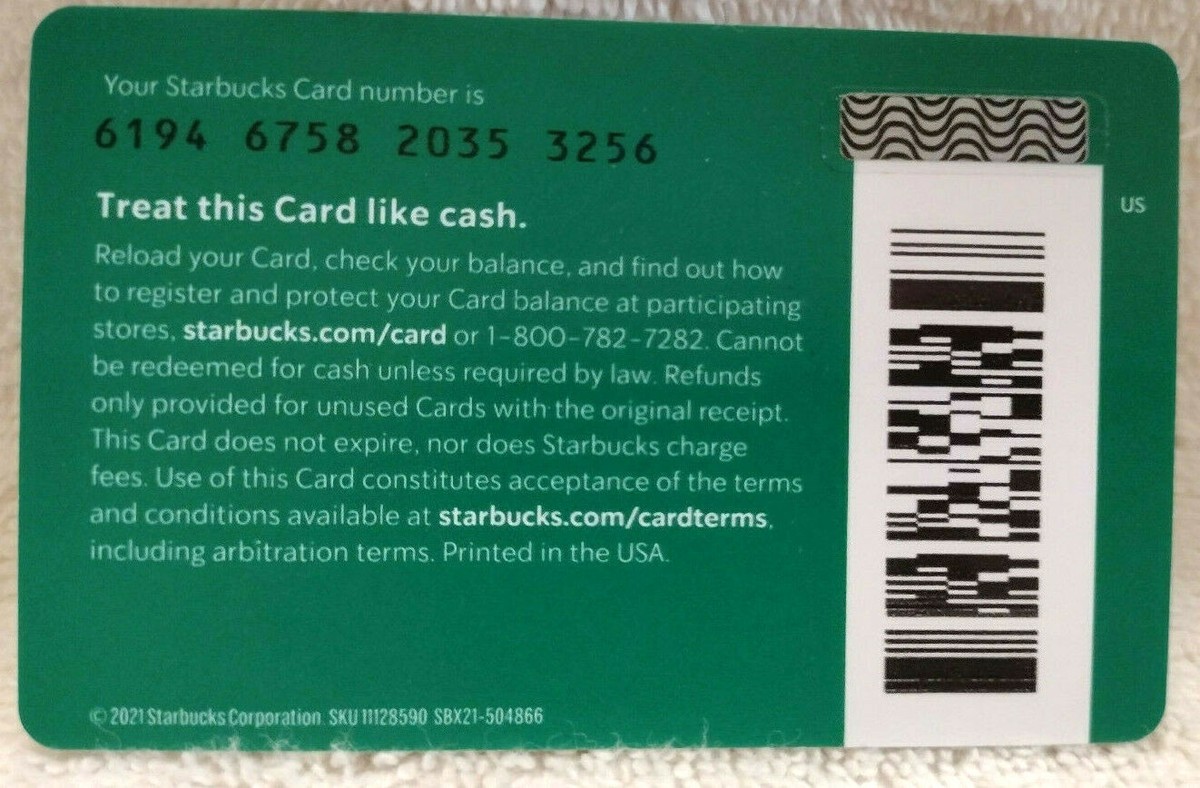 Your Starbucks Card number is
6194 6758 2035 3256
Treat this Card like cash.
Reload your Card, check your balance, and find out how
to register and protect your Card balance at participating
stores, starbucks.com/card or 1-800-782-7282. Cannot
be redeemed for cash unless required by law. Refunds
only provided for unused Cards with the original receipt.
This Card does not expire, nor does Starbucks charge
fees. Use of this Card constitutes acceptance of the terms
and conditions available at starbucks.com/cardterms,
including arbitration terms. Printed in the USA.
© 2021 Starbucks Corporation. SKU 11128590 SBX21-504866
US